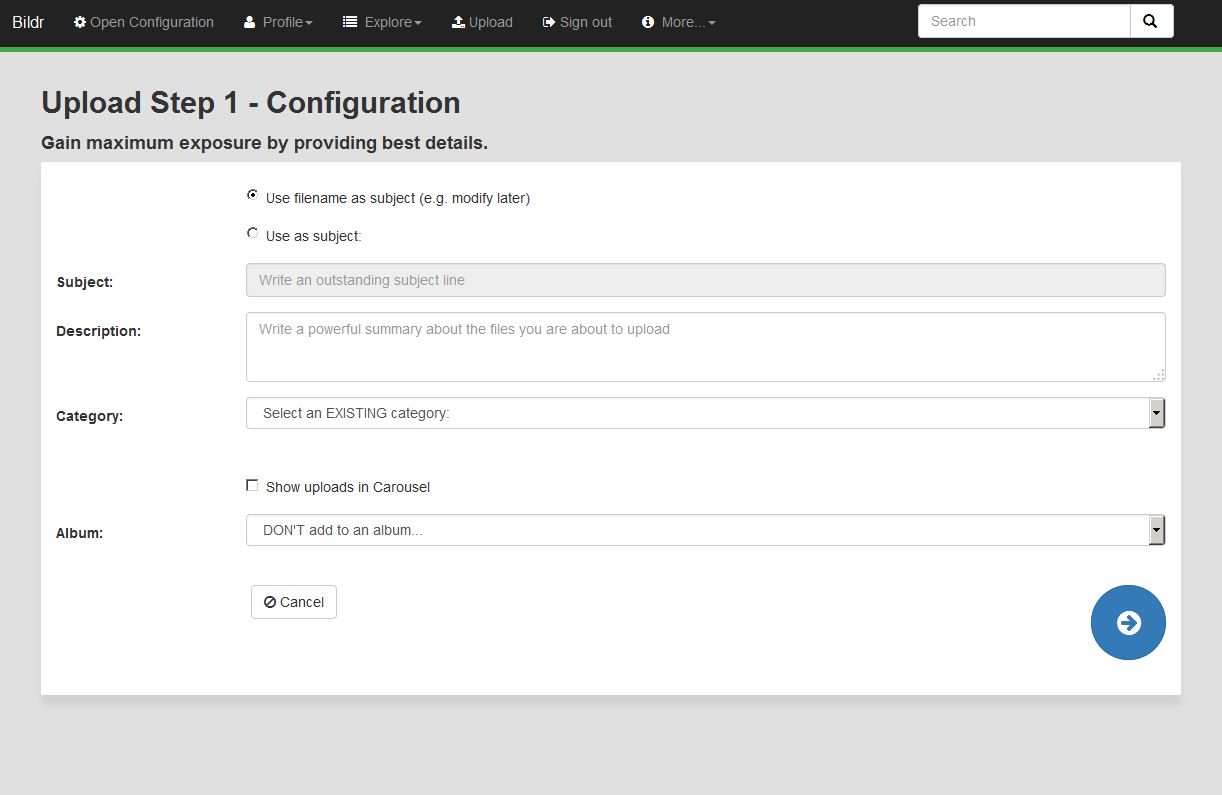 Bildr Open Configuration Profile Explore Upload Sign out More... Search
Upload Step 1 - Configuration
Gain maximum exposure by providing best details.
Use filename as subject (e.g. modify later)
Use as subject:
Subject: Write an outstanding subject line
Description: Write a powerful summary about the files you are about to upload
Category: Select an EXISTING category:
Show uploads in Carousel
Album: DON'T add to an album...
Cancel